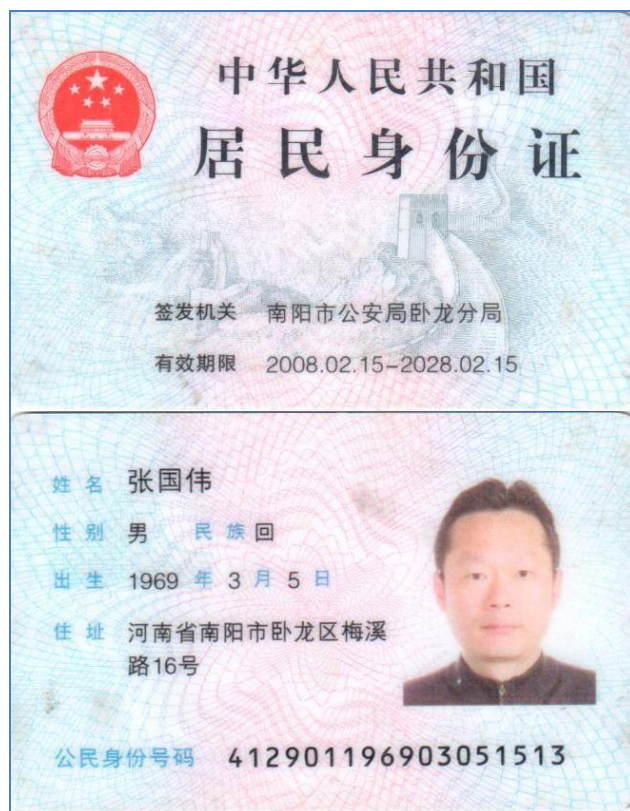 中华人民共和国
居民身份证
签发机关 南阳市公安局卧龙分局
有效期限 2008.02.15-2028.02.15
姓名 张国伟
性别 男 民族 回
出生 1969 年 3 月 5 日
住址 河南省南阳市卧龙区梅溪
路16号
公民身份号码 412901196903051513